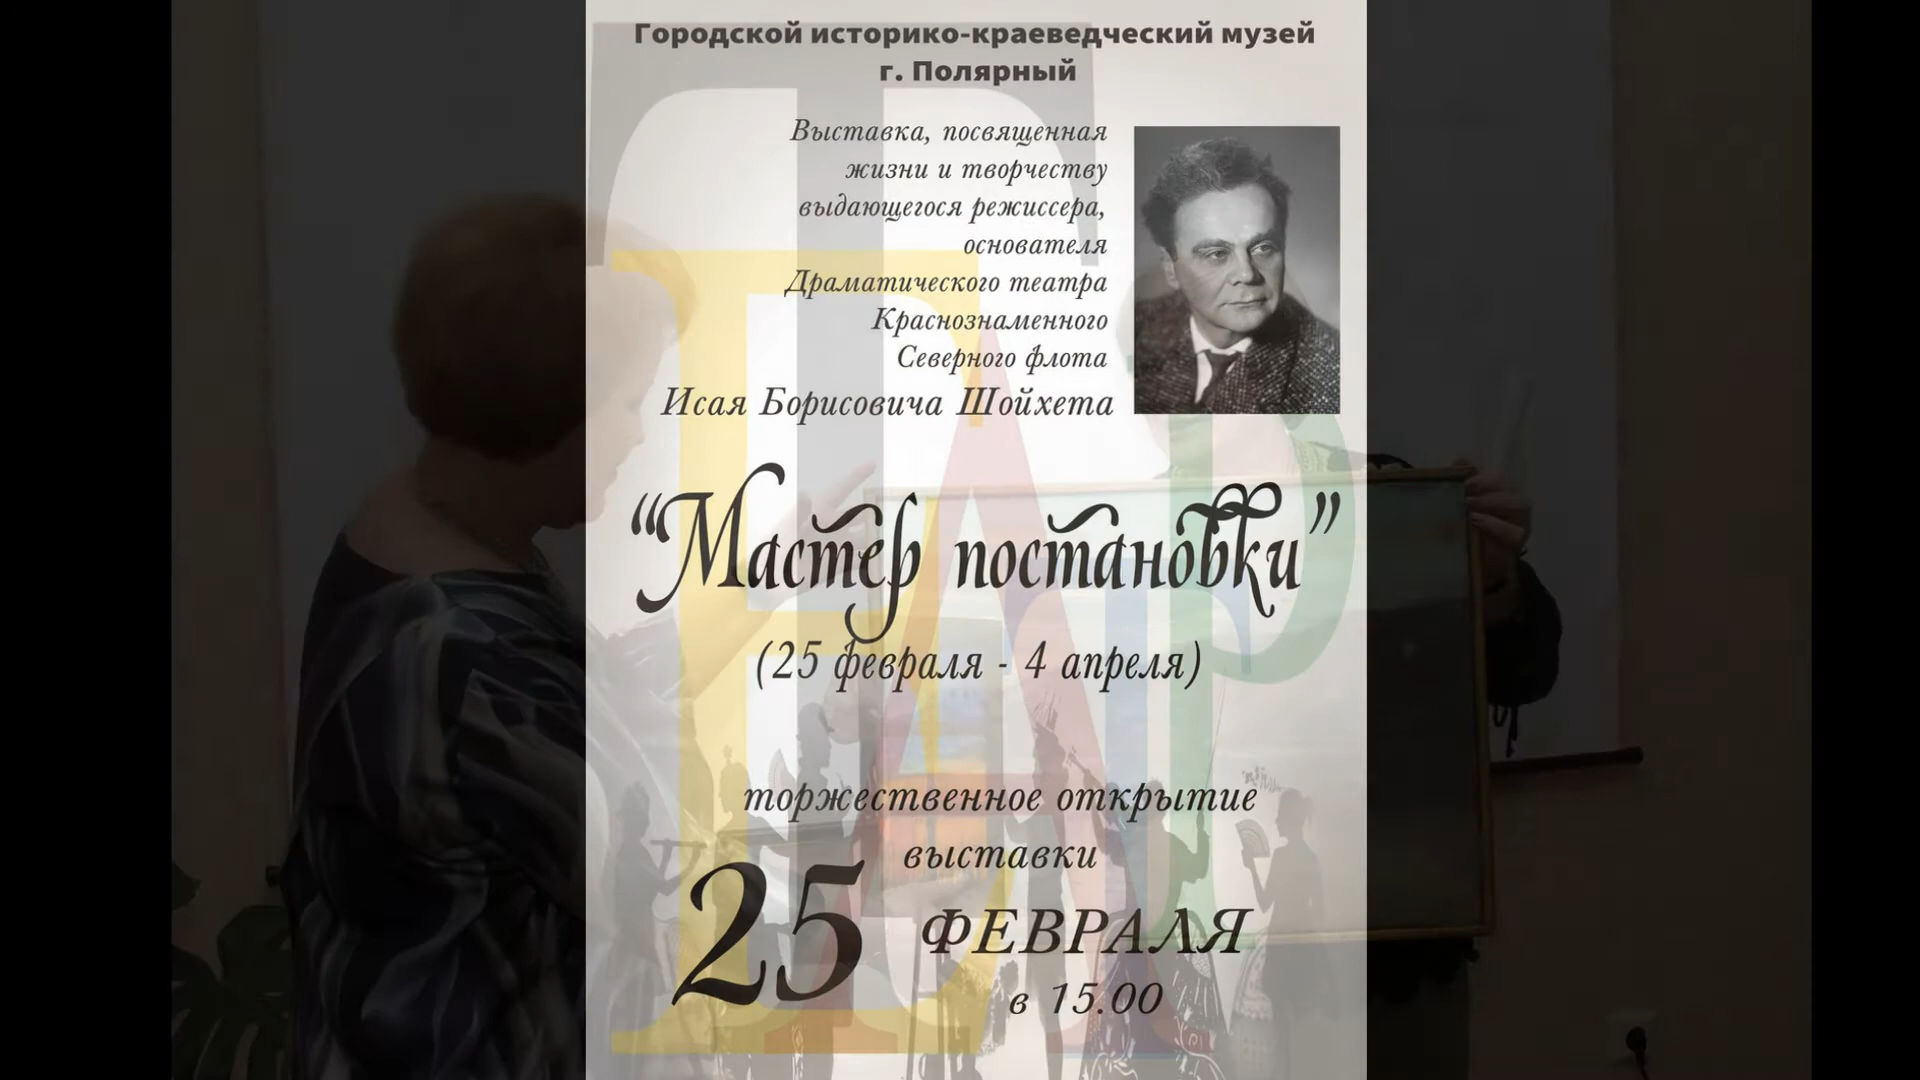 Городской историко-краеведческий музей
г. Полярный
Выставка, посвященная
жизни и творчеству
выдающегося режиссера,
основателя
Драматического театра
Краснознаменного
Северного флота
Исая Борисовича Шойхета
“Мастер постановки”
(25 февраля - 4 апреля)
торжественное открытие
выставки
25 ФЕВРАЛЯ
в 15.00
ТЕАТР